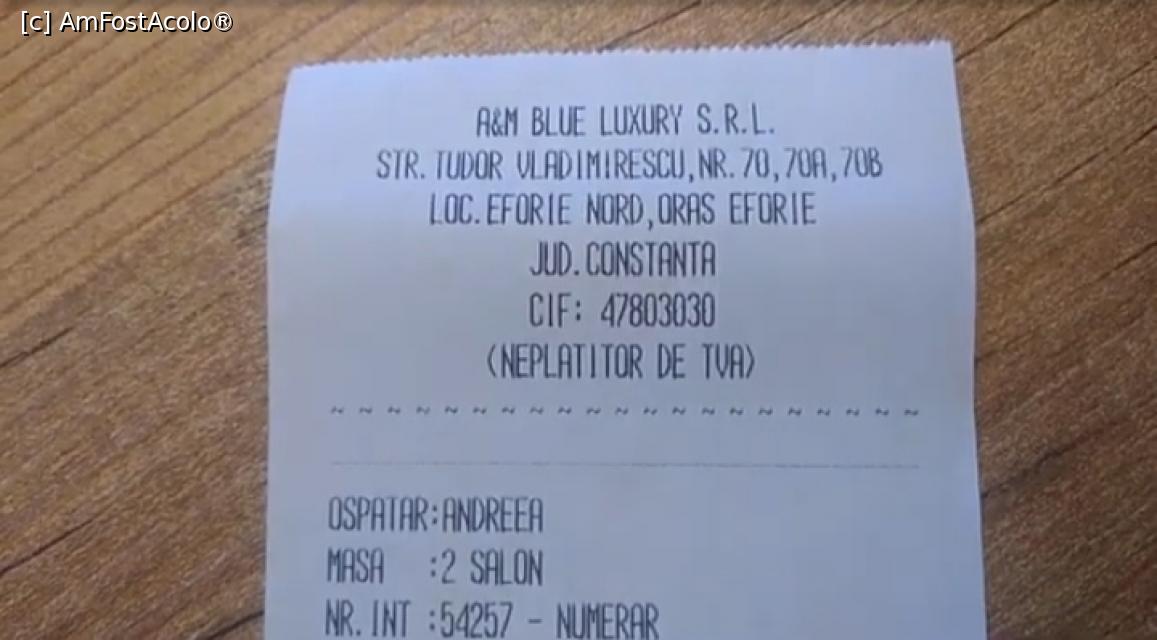 [c] AmFostAcolo®
A&M BLUE LUXURY S.R.L.
STR.TUDOR VLADIMIRESCU,NR.70,70A,70B
LOC.EFORIE NORD,ORAS EFORIE
JUD.CONSTANTA
CIF: 47803030
(NEPLATITOR DE TVA)
~ ~ ~ ~ ~ ~ ~ ~ ~ ~ ~ ~ ~ ~ ~ ~ ~ ~ ~ ~ ~
OSPATAR:ANDREEA
MASA :2 SALON
NR.INT :54257 - NUMERAR